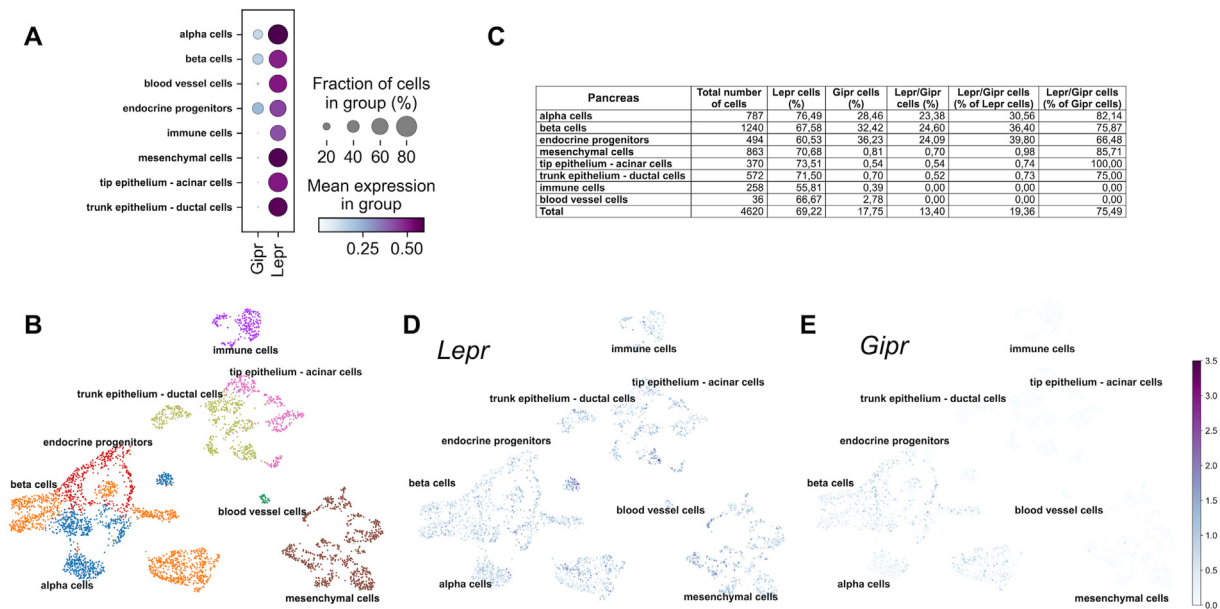 A
alpha cells
beta cells
blood vessel cells
endocrine progenitors
immune cells
mesenchymal cells
tip epithelium - acinar cells
trunk epithelium - ductal cells
Gipr
Lepr
Fraction of cells
in group (%)
20 40 60 80
Mean expression
in group
0.25 0.50
C
Pancreas Total number of cells Lepr cells (%) Gipr cells (%) Lepr/Gipr cells (%) Lepr/Gipr cells (% of Lepr cells) Lepr/Gipr cells (% of Gipr cells)
alpha cells 787 76,49 28,46 23,38 30,56 82,14
beta cells 1240 67,58 32,42 24,60 36,40 75,87
endocrine progenitors 494 60,53 36,23 24,09 39,80 66,48
mesenchymal cells 863 70,68 0,81 0,70 0,98 85,71
tip epithelium - acinar cells 370 73,51 0,54 0,54 0,74 100,00
trunk epithelium - ductal cells 572 71,50 0,70 0,52 0,73 75,00
immune cells 258 55,81 0,39 0,00 0,00 0,00
blood vessel cells 36 66,67 2,78 0,00 0,00 0,00
Total 4620 69,22 17,75 13,40 19,36 75,49
B
immune cells
tip epithelium - acinar cells
trunk epithelium - ductal cells
endocrine progenitors
beta cells
blood vessel cells
alpha cells
mesenchymal cells
D
Lepr
immune cells
tip epithelium - acinar cells
trunk epithelium - ductal cells
endocrine progenitors
beta cells
blood vessel cells
alpha cells
mesenchymal cells
E
Gipr
immune cells
tip epithelium - acinar cells
trunk epithelium - ductal cells
endocrine progenitors
beta cells
blood vessel cells
alpha cells
mesenchymal cells
3.5
3.0
2.5
2.0
1.5
1.0
0.5
0.0